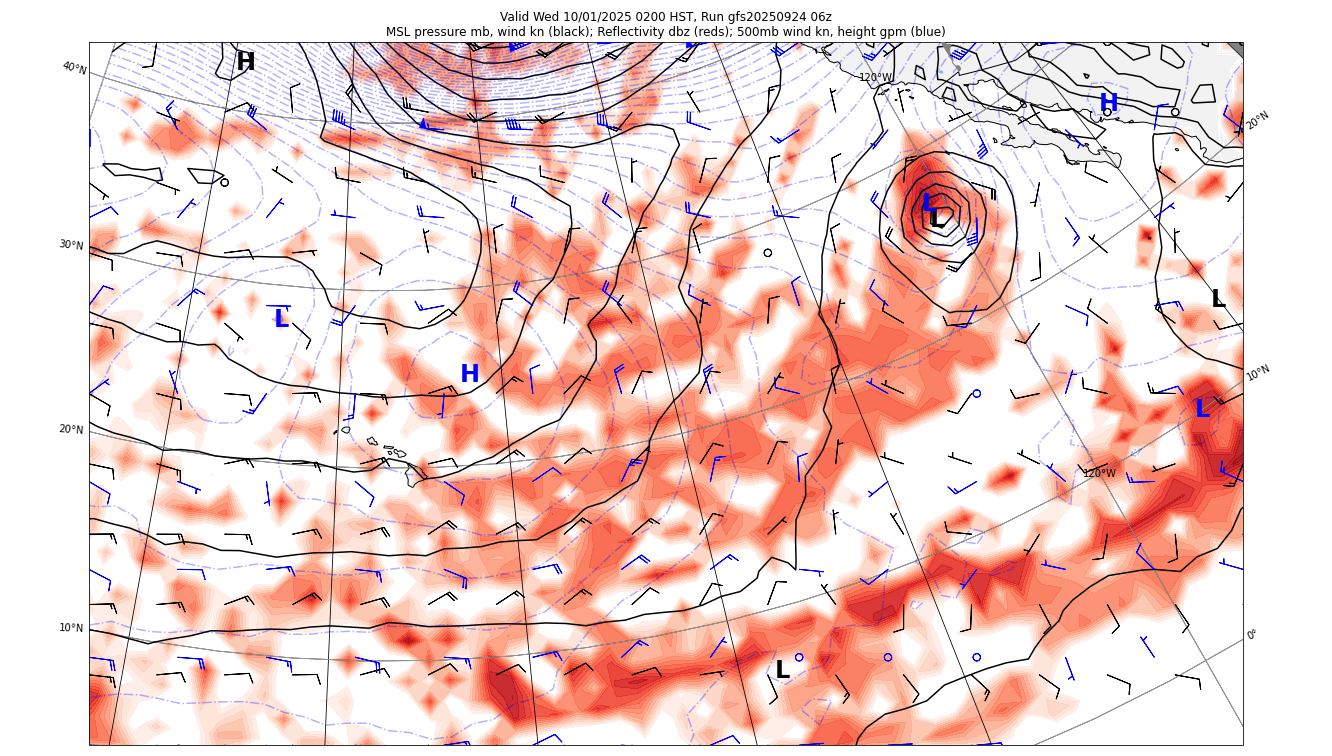 Valid Wed 10/01/2025 0200 HST, Run gfs20250924 06z
MSL pressure mb, wind kn (black); Reflectivity dbz (reds); 500mb wind kn, height gpm (blue)
H
40°N
120°W
H
20°N
L
L
30°N
L
L
H
10°N
L
20°N
120°W
10°N
0°
L